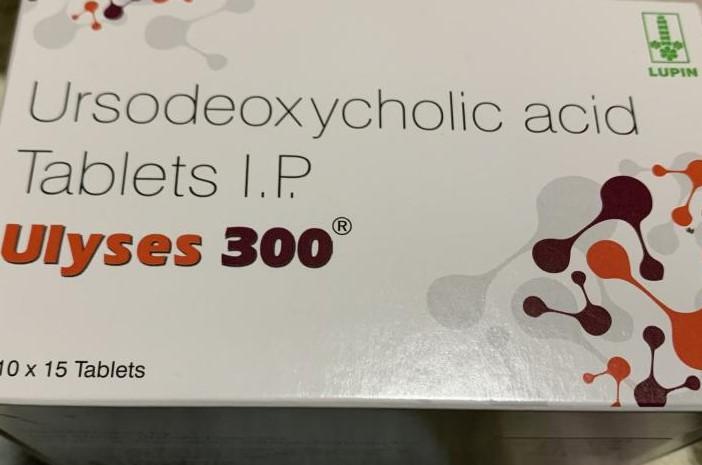 LUPIN
Ursodeoxycholic acid
Tablets I.P.
Ulyses 300®
10 x 15 Tablets